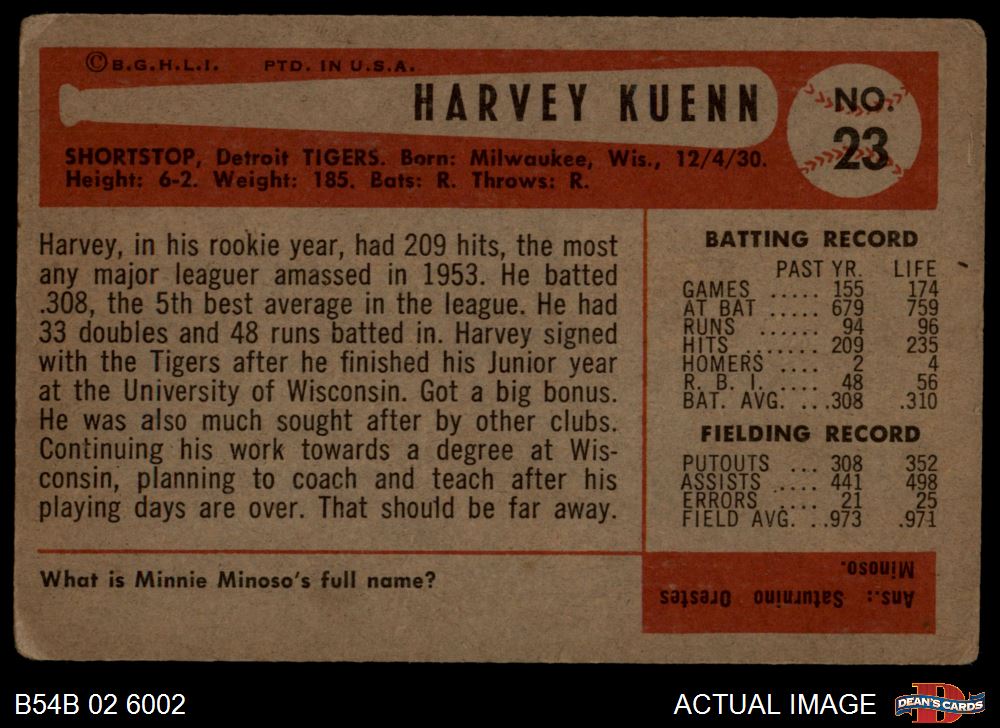 © B.G.H.L.I. PTD. IN U.S.A.
HARVEY KUENN
NO.
23
SHORTSTOP, Detroit TIGERS. Born: Milwaukee, Wis., 12/4/30.
Height: 6-2. Weight: 185. Bats: R. Throws: R.
Harvey, in his rookie year, had 209 hits, the most
any major leaguer amassed in 1953. He batted
.308, the 5th best average in the league. He had
33 doubles and 48 runs batted in. Harvey signed
with the Tigers after he finished his Junior year
at the University of Wisconsin. Got a big bonus.
He was also much sought after by other clubs.
Continuing his work towards a degree at Wis-
consin, planning to coach and teach after his
playing days are over. That should be far away.
BATTING RECORD
PAST YR. LIFE
GAMES ..... 155 174
AT BAT ..... 679 759
RUNS ...... 94 96
HITS ....... 209 235
HOMERS ..... 2 4
R. B. I. .... 48 56
BAT. AVG. ...308 .310
FIELDING RECORD
PUTOUTS ... 308 352
ASSISTS ..... 441 498
ERRORS .... 21 25
FIELD AVG. ..973 .971
What is Minnie Minoso's full name?
Ans.: Saturnino Orestes
Minoso.
B54B 02 6002
ACTUAL IMAGE
D
DEAN'S CARDS